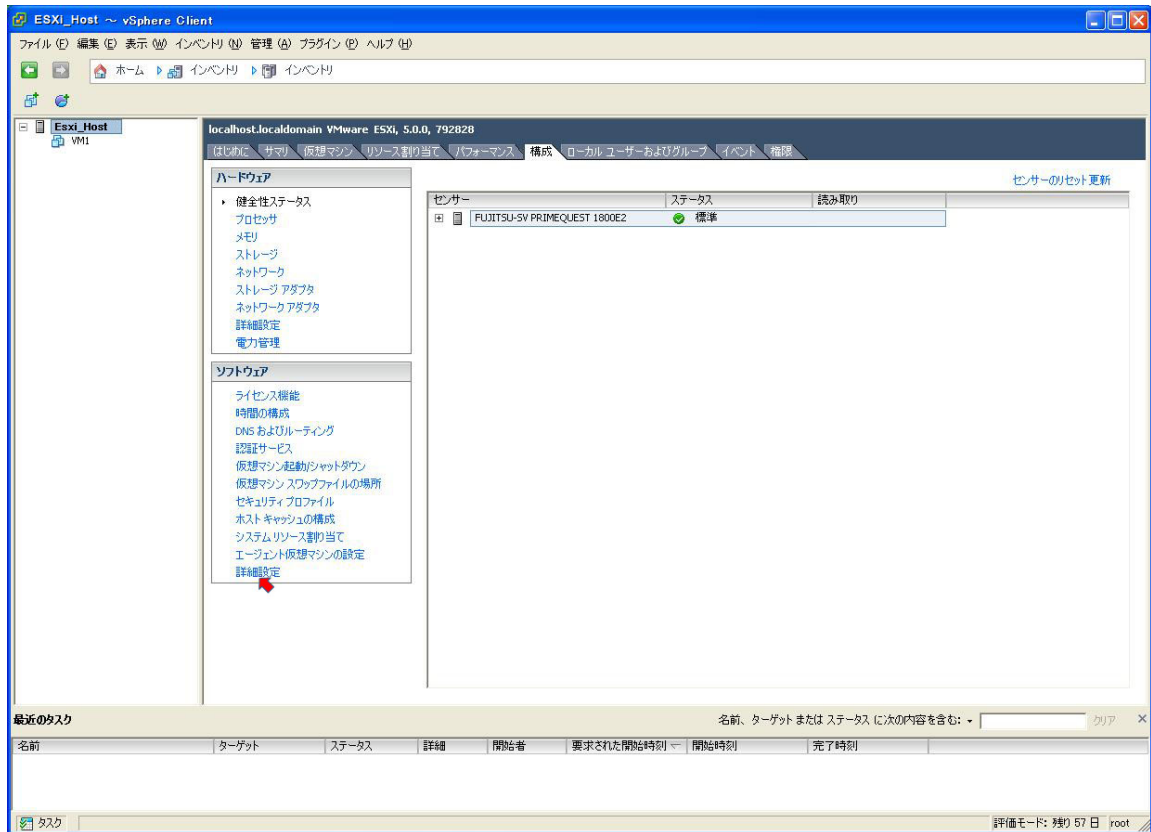 ESXi_Host ～ vSphere Client
ファイル (F) 編集 (E) 表示 (W) インベントリ (N) 管理 (A) プラグイン (P) ヘルプ (H)
ホーム インベントリ インベントリ
Esxi_Host
VM1
localhost.localdomain VMware ESXi, 5.0.0, 792828
はじめに サマリ 仮想マシン リソース割り当て パフォーマンス 構成 ローカル ユーザーおよびグループ イベント 権限
ハードウェア
健全性ステータス
プロセッサ
メモリ
ストレージ
ネットワーク
ストレージ アダプタ
ネットワーク アダプタ
詳細設定
電力管理
ソフトウェア
ライセンス機能
時間の構成
DNS およびルーティング
認証サービス
仮想マシン起動/シャットダウン
仮想マシン スワップファイルの場所
セキュリティ プロファイル
ホスト キャッシュの構成
システム リソース割り当て
エージェント仮想マシンの設定
詳細設定
センサーのリセット 更新
センサー ステータス 読み取り
FUJITSU-SV PRIMEQUEST 1800E2 標準
最近のタスク 名前、ターゲット または ステータス に次の内容を含む: クリア
名前 ターゲット ステータス 詳細 開始者 要求された開始時刻 開始時刻 完了時刻
タスク 評価モード: 残り 57 日 root